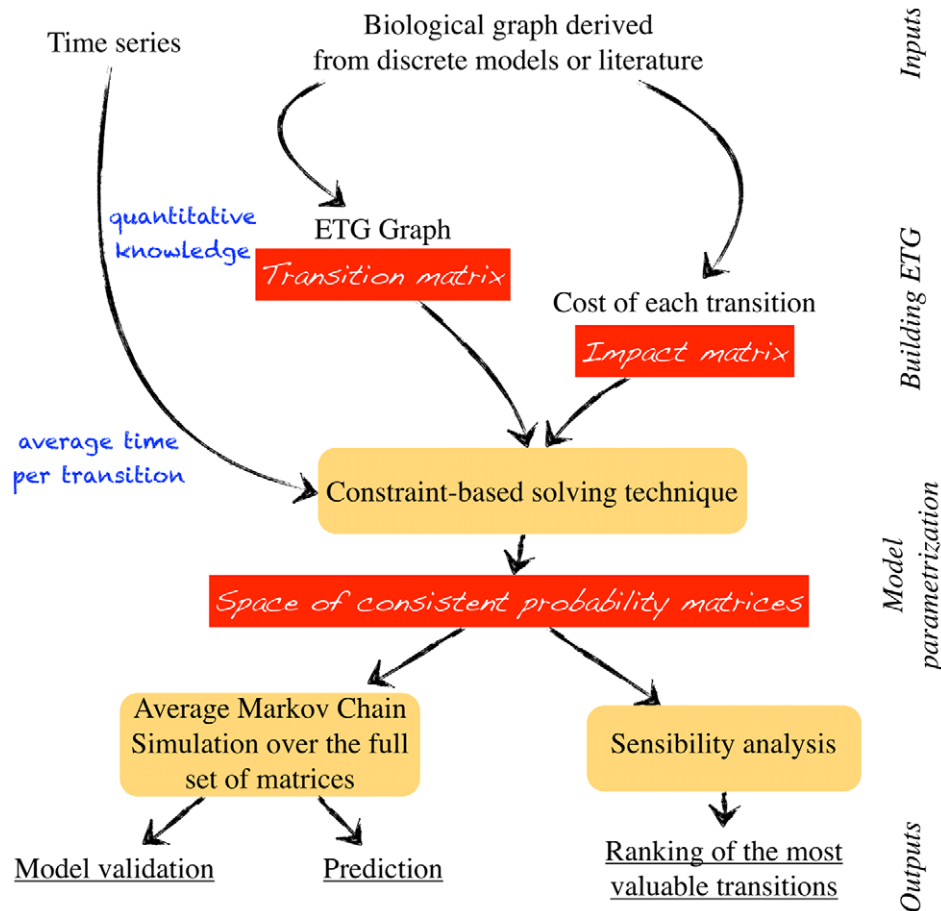 Time series
Biological graph derived
from discrete models or literature
Inputs
quantitative
knowledge
ETG Graph
Transition matrix
Cost of each transition
Impact matrix
Building ETG
average time
per transition
Constraint-based solving technique
Space of consistent probability matrices
Model
parametrization
Average Markov Chain
Simulation over the full
set of matrices
Sensibility analysis
Model validation
Prediction
Ranking of the most
valuable transitions
Outputs